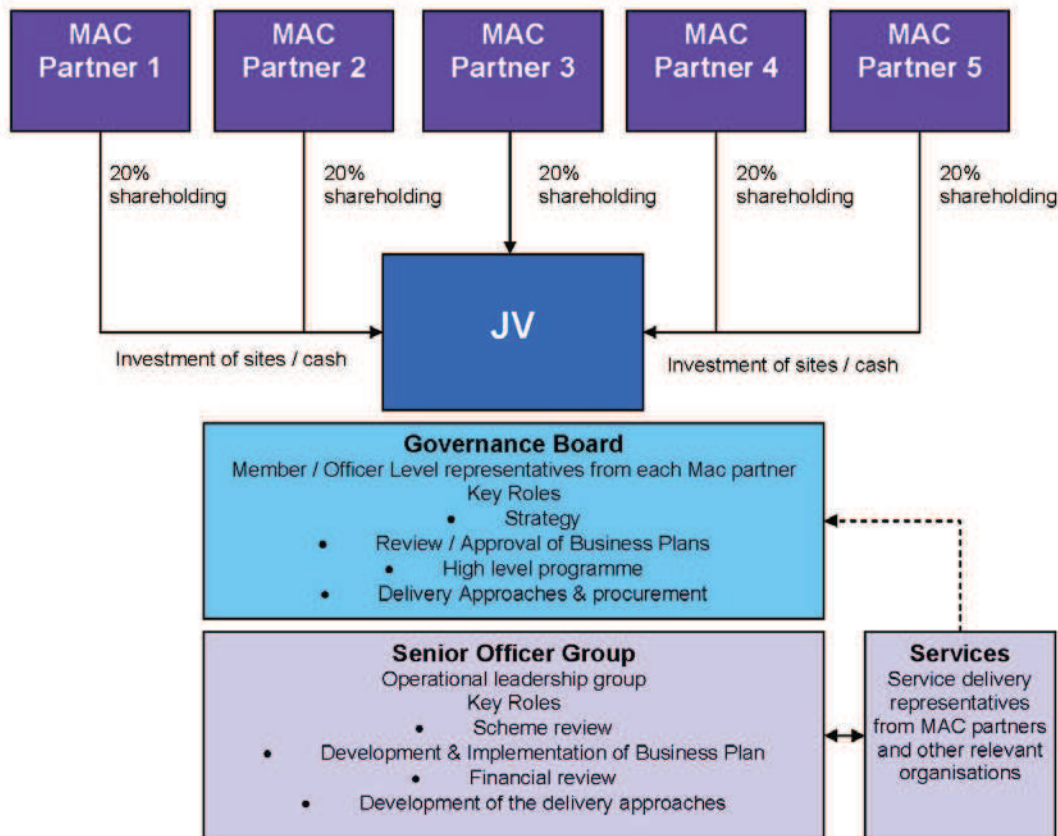 MAC
Partner 1
MAC
Partner 2
MAC
Partner 3
MAC
Partner 4
MAC
Partner 5
20%
shareholding
20%
shareholding
20%
shareholding
20%
shareholding
20%
shareholding
JV
Investment of sites / cash
Investment of sites / cash
Governance Board
Member / Officer Level representatives from each Mac partner
Key Roles
• Strategy
• Review / Approval of Business Plans
• High level programme
• Delivery Approaches & procurement
Senior Officer Group
Operational leadership group
Key Roles
• Scheme review
• Development & Implementation of Business Plan
• Financial review
• Development of the delivery approaches
Services
Service delivery
representatives
from MAC partners
and other relevant
organisations